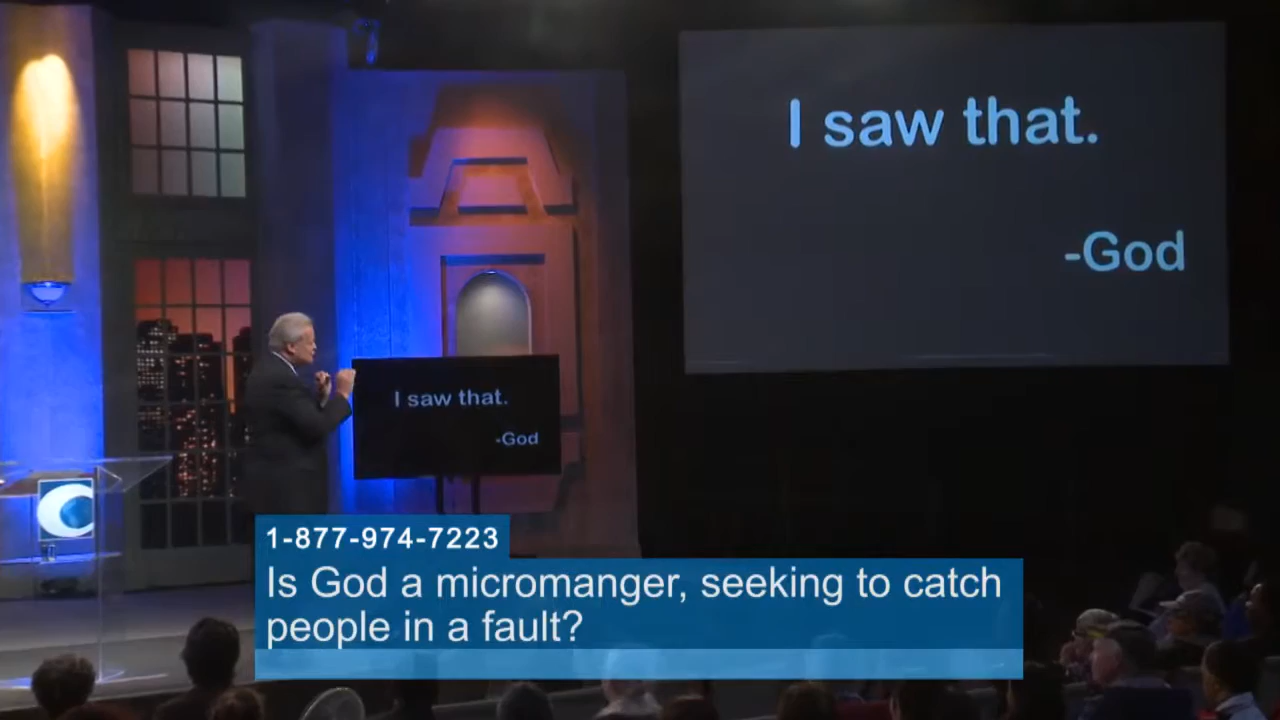 I saw that.
-God
I saw that.
-God
1-877-974-7223
Is God a micromanger, seeking to catch
people in a fault?